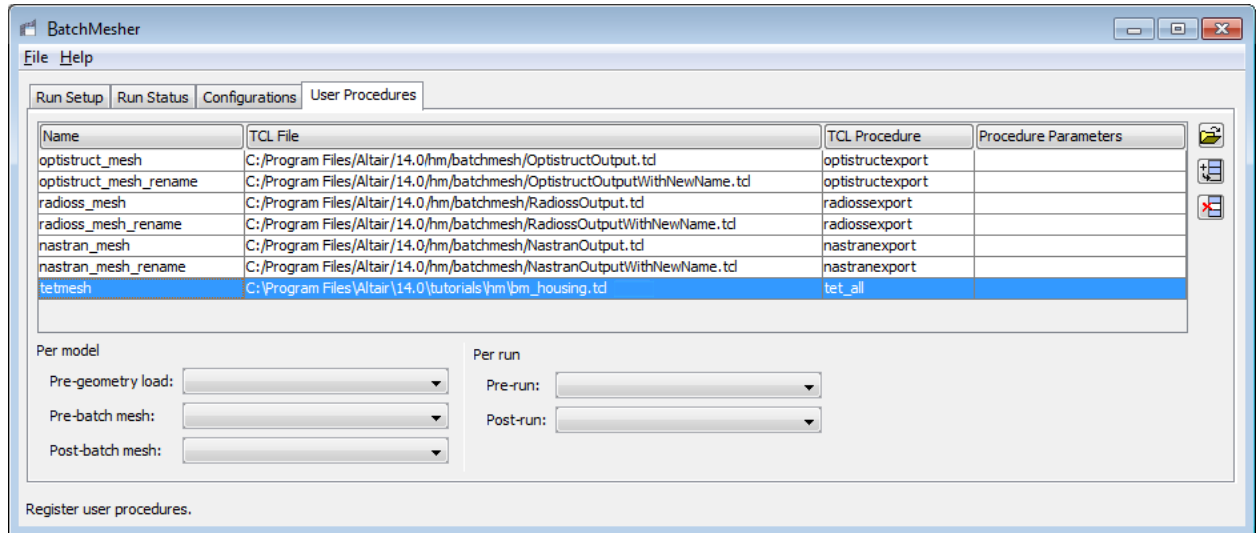 BatchMesher
File Help
Run Setup Run Status Configurations User Procedures
Name TCL File TCL Procedure Procedure Parameters
optistruct_mesh C:/Program Files/Altair/14.0/hm/batchmesh/OptistructOutput.tcl optistructexport
optistruct_mesh_rename C:/Program Files/Altair/14.0/hm/batchmesh/OptistructOutputWithNewName.tcl optistructexport
radioss_mesh C:/Program Files/Altair/14.0/hm/batchmesh/RadiossOutput.tcl radiossexport
radioss_mesh_rename C:/Program Files/Altair/14.0/hm/batchmesh/RadiossOutputWithNewName.tcl radiossexport
nastran_mesh C:/Program Files/Altair/14.0/hm/batchmesh/NastranOutput.tcl nastranexport
nastran_mesh_rename C:/Program Files/Altair/14.0/hm/batchmesh/NastranOutputWithNewName.tcl nastranexport
tetmesh C:\Program Files\Altair\14.0\tutorials\hm\bm_housing.tcl tet_all
Per model Per run
Pre-geometry load: Pre-run:
Pre-batch mesh: Post-run:
Post-batch mesh:
Register user procedures.